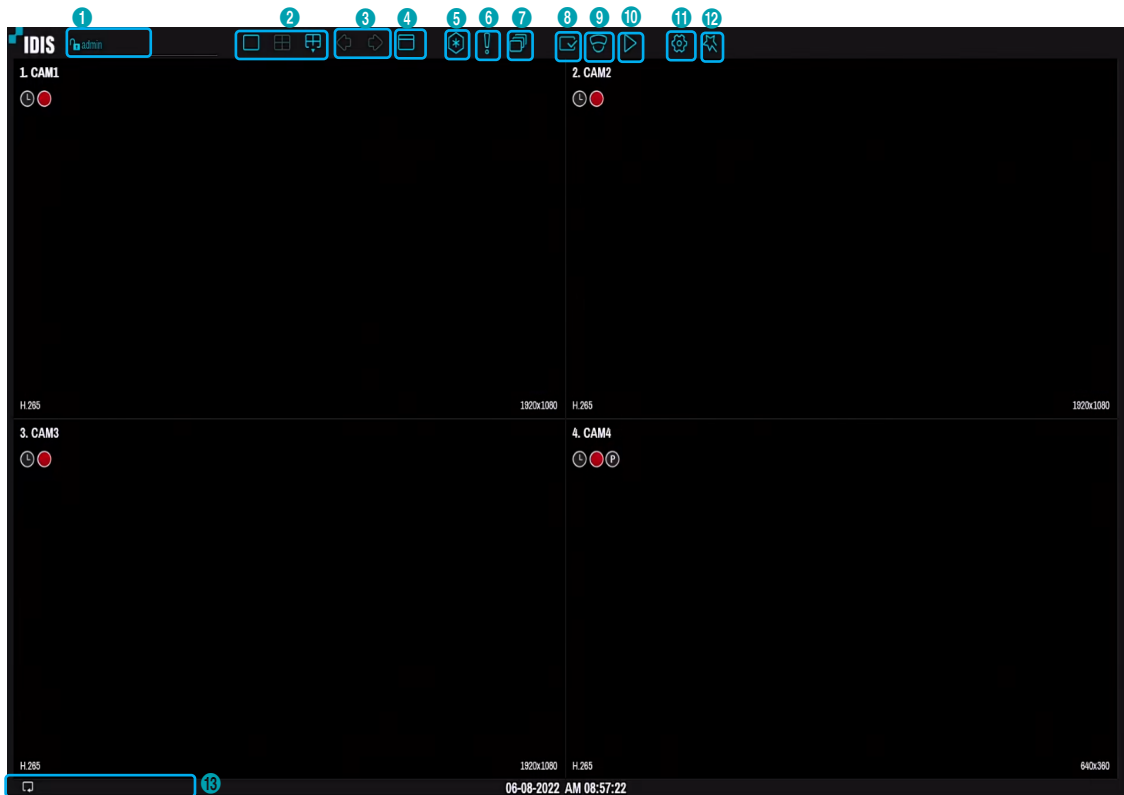 1 2 3 4 5 6 7 8 9 10 11 12
IDIS admin
1. CAM1
2. CAM2
H.265 1920x1080
H.265 1920x1080
3. CAM3
4. CAM4
P
H.265 1920x1080
H.265 640x360
13
06-08-2022 AM 08:57:22